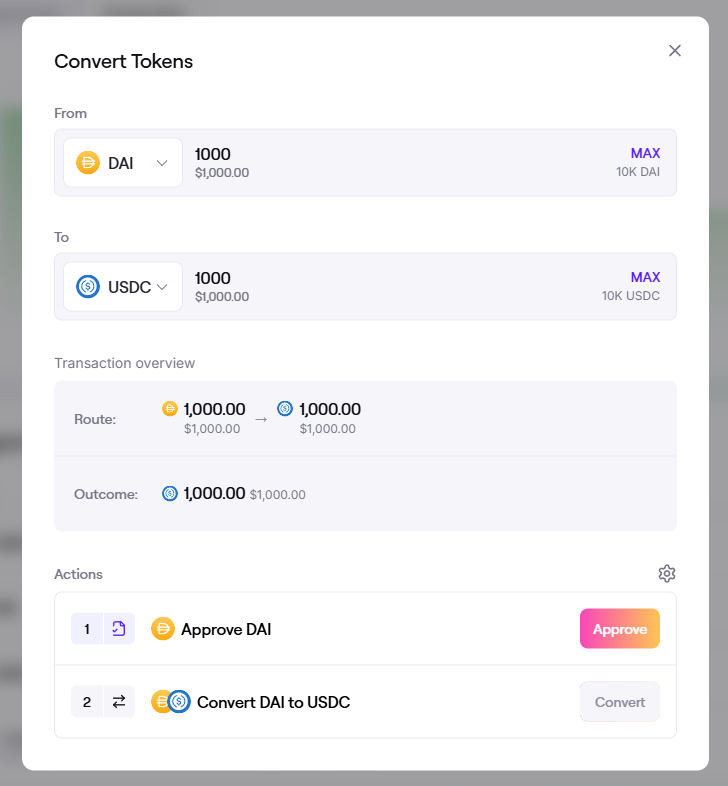 Convert Tokens
From
DAI
1000
$1,000.00
MAX
10K DAI
To
USDC
1000
$1,000.00
MAX
10K USDC
Transaction overview
Route:
1,000.00 → 1,000.00
$1,000.00 $1,000.00
Outcome:
1,000.00 $1,000.00
Actions
1 Approve DAI Approve
2 Convert DAI to USDC Convert